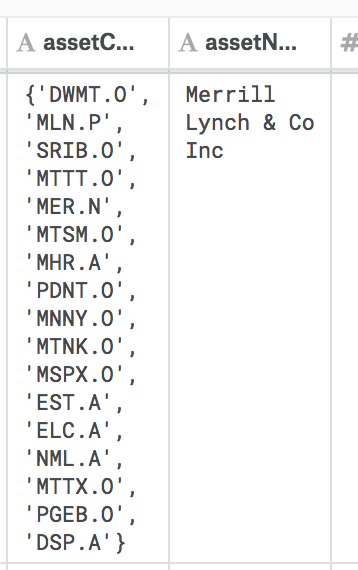 A assetC...
A assetN...
#
{'DWMT.O',
'MLN.P',
'SRIB.O',
'MTTT.O',
'MER.N',
'MTSM.O',
'MHR.A',
'PDNT.O',
'MNNY.O',
'MTNK.O',
'MSPX.O',
'EST.A',
'ELC.A',
'NML.A',
'MTTX.O',
'PGEB.O',
'DSP.A'}
Merrill
Lynch & Co
Inc